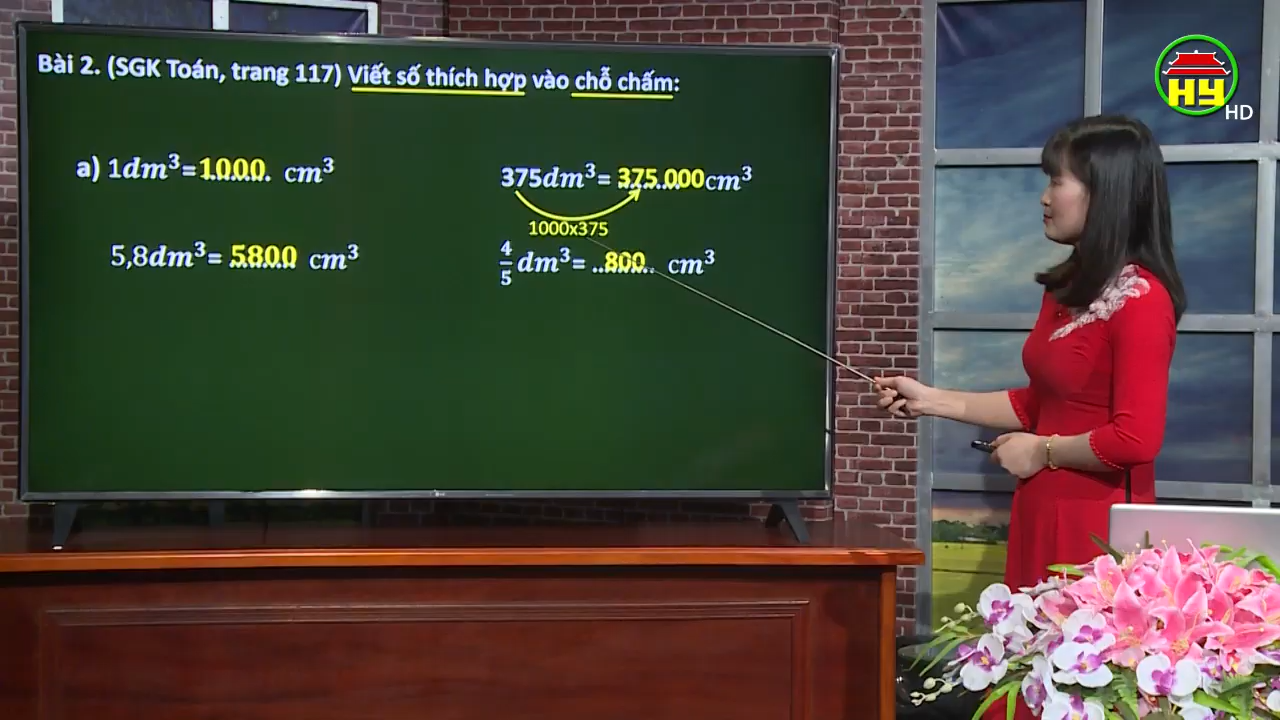 Bài 2. (SGK Toán, trang 117) Viết số thích hợp vào chỗ chấm:
a) 1dm³=1000. cm³
375dm³= 375 000cm³
1000x375
5,8dm³= 5800 cm³
4/5 dm³= ..800.. cm³
HY
HD